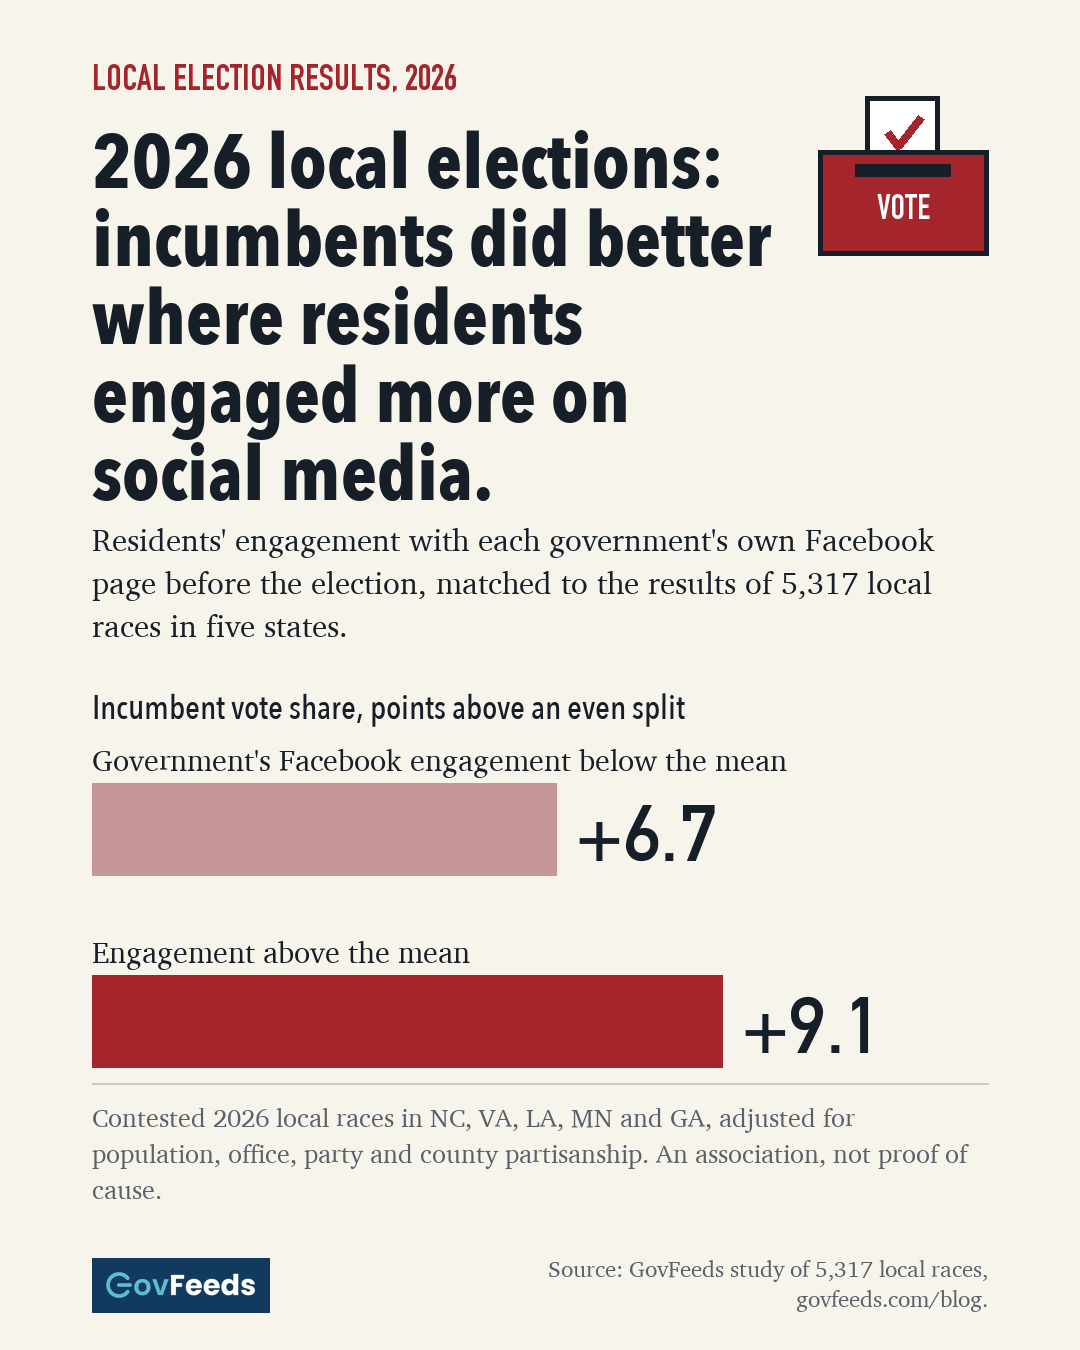 LOCAL ELECTION RESULTS, 2026
2026 local elections:
incumbents did better
where residents
engaged more on
social media.
VOTE
Residents' engagement with each government's own Facebook
page before the election, matched to the results of 5,317 local
races in five states.
Incumbent vote share, points above an even split
Government's Facebook engagement below the mean
+6.7
Engagement above the mean
+9.1
Contested 2026 local races in NC, VA, LA, MN and GA, adjusted for
population, office, party and county partisanship. An association, not proof of
cause.
GovFeeds
Source: GovFeeds study of 5,317 local races,
govfeeds.com/blog.